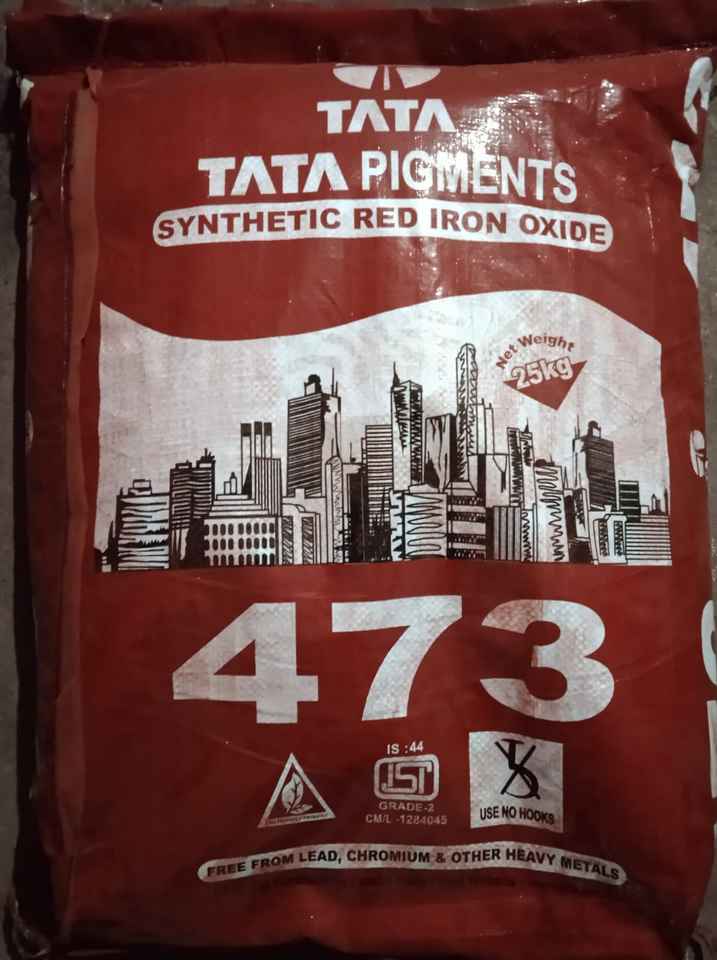 TATA
TATA PIGMENTS
SYNTHETIC RED IRON OXIDE
Net Weight
25kg
473
IS :44
ISI
GRADE-2
CM/L -1284045
USE NO HOOKS
FREE FROM LEAD, CHROMIUM & OTHER HEAVY METALS